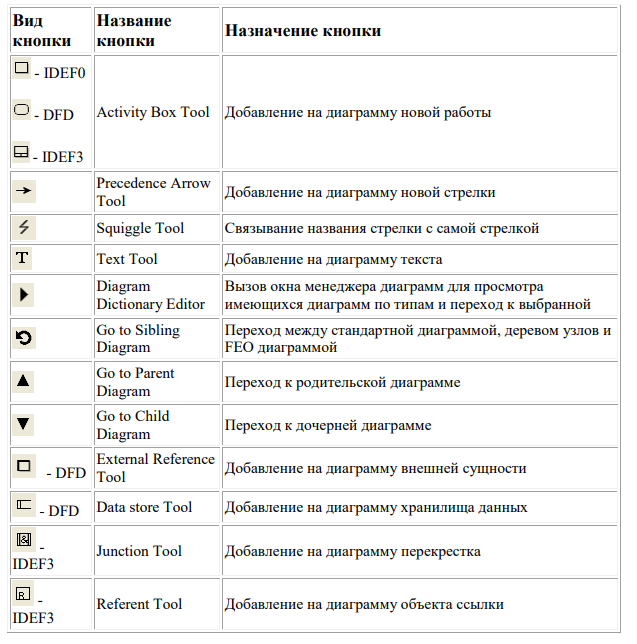 Вид кнопки
Название кнопки
Назначение кнопки
- IDEF0
- DFD
- IDEF3
Activity Box Tool
Добавление на диаграмму новой работы
Precedence Arrow
Tool
Добавление на диаграмму новой стрелки
Squiggle Tool
Связывание названия стрелки с самой стрелкой
T
Text Tool
Добавление на диаграмму текста
Diagram
Dictionary Editor
Вызов окна менеджера диаграмм для просмотра
имеющихся диаграмм по типам и переход к выбранной
Go to Sibling
Diagram
Переход между стандартной диаграммой, деревом узлов и
FEO диаграммой
Go to Parent
Diagram
Переход к родительской диаграмме
Go to Child
Diagram
Переход к дочерней диаграмме
- DFD
External Reference
Tool
Добавление на диаграмму внешней сущности
- DFD
Data store Tool
Добавление на диаграмму хранилища данных
& -
IDEF3
Junction Tool
Добавление на диаграмму перекрестка
R -
IDEF3
Referent Tool
Добавление на диаграмму объекта ссылки